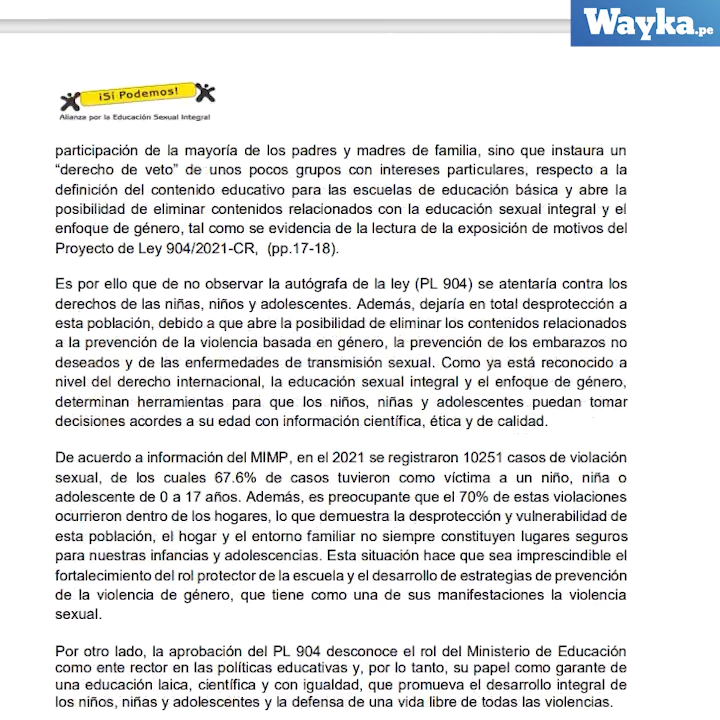 Wayka.pe
¡Sí Podemos!
Alianza por la Educación Sexual Integral
participación de la mayoría de los padres y madres de familia, sino que instaura un
“derecho de veto” de unos pocos grupos con intereses particulares, respecto a la
definición del contenido educativo para las escuelas de educación básica y abre la
posibilidad de eliminar contenidos relacionados con la educación sexual integral y el
enfoque de género, tal como se evidencia de la lectura de la exposición de motivos del
Proyecto de Ley 904/2021-CR, (pp.17-18).
Es por ello que de no observar la autógrafa de la ley (PL 904) se atentaría contra los
derechos de las niñas, niños y adolescentes. Además, dejaría en total desprotección a
esta población, debido a que abre la posibilidad de eliminar los contenidos relacionados
a la prevención de la violencia basada en género, la prevención de los embarazos no
deseados y de las enfermedades de transmisión sexual. Como ya está reconocido a
nivel del derecho internacional, la educación sexual integral y el enfoque de género,
determinan herramientas para que los niños, niñas y adolescentes puedan tomar
decisiones acordes a su edad con información científica, ética y de calidad.
De acuerdo a información del MIMP, en el 2021 se registraron 10251 casos de violación
sexual, de los cuales 67.6% de casos tuvieron como víctima a un niño, niña o
adolescente de 0 a 17 años. Además, es preocupante que el 70% de estas violaciones
ocurrieron dentro de los hogares, lo que demuestra la desprotección y vulnerabilidad de
esta población, el hogar y el entorno familiar no siempre constituyen lugares seguros
para nuestras infancias y adolescencias. Esta situación hace que sea imprescindible el
fortalecimiento del rol protector de la escuela y el desarrollo de estrategias de prevención
de la violencia de género, que tiene como una de sus manifestaciones la violencia
sexual.
Por otro lado, la aprobación del PL 904 desconoce el rol del Ministerio de Educación
como ente rector en las políticas educativas y, por lo tanto, su papel como garante de
una educación laica, científica y con igualdad, que promueva el desarrollo integral de
los niños, niñas y adolescentes y la defensa de una vida libre de todas las violencias.